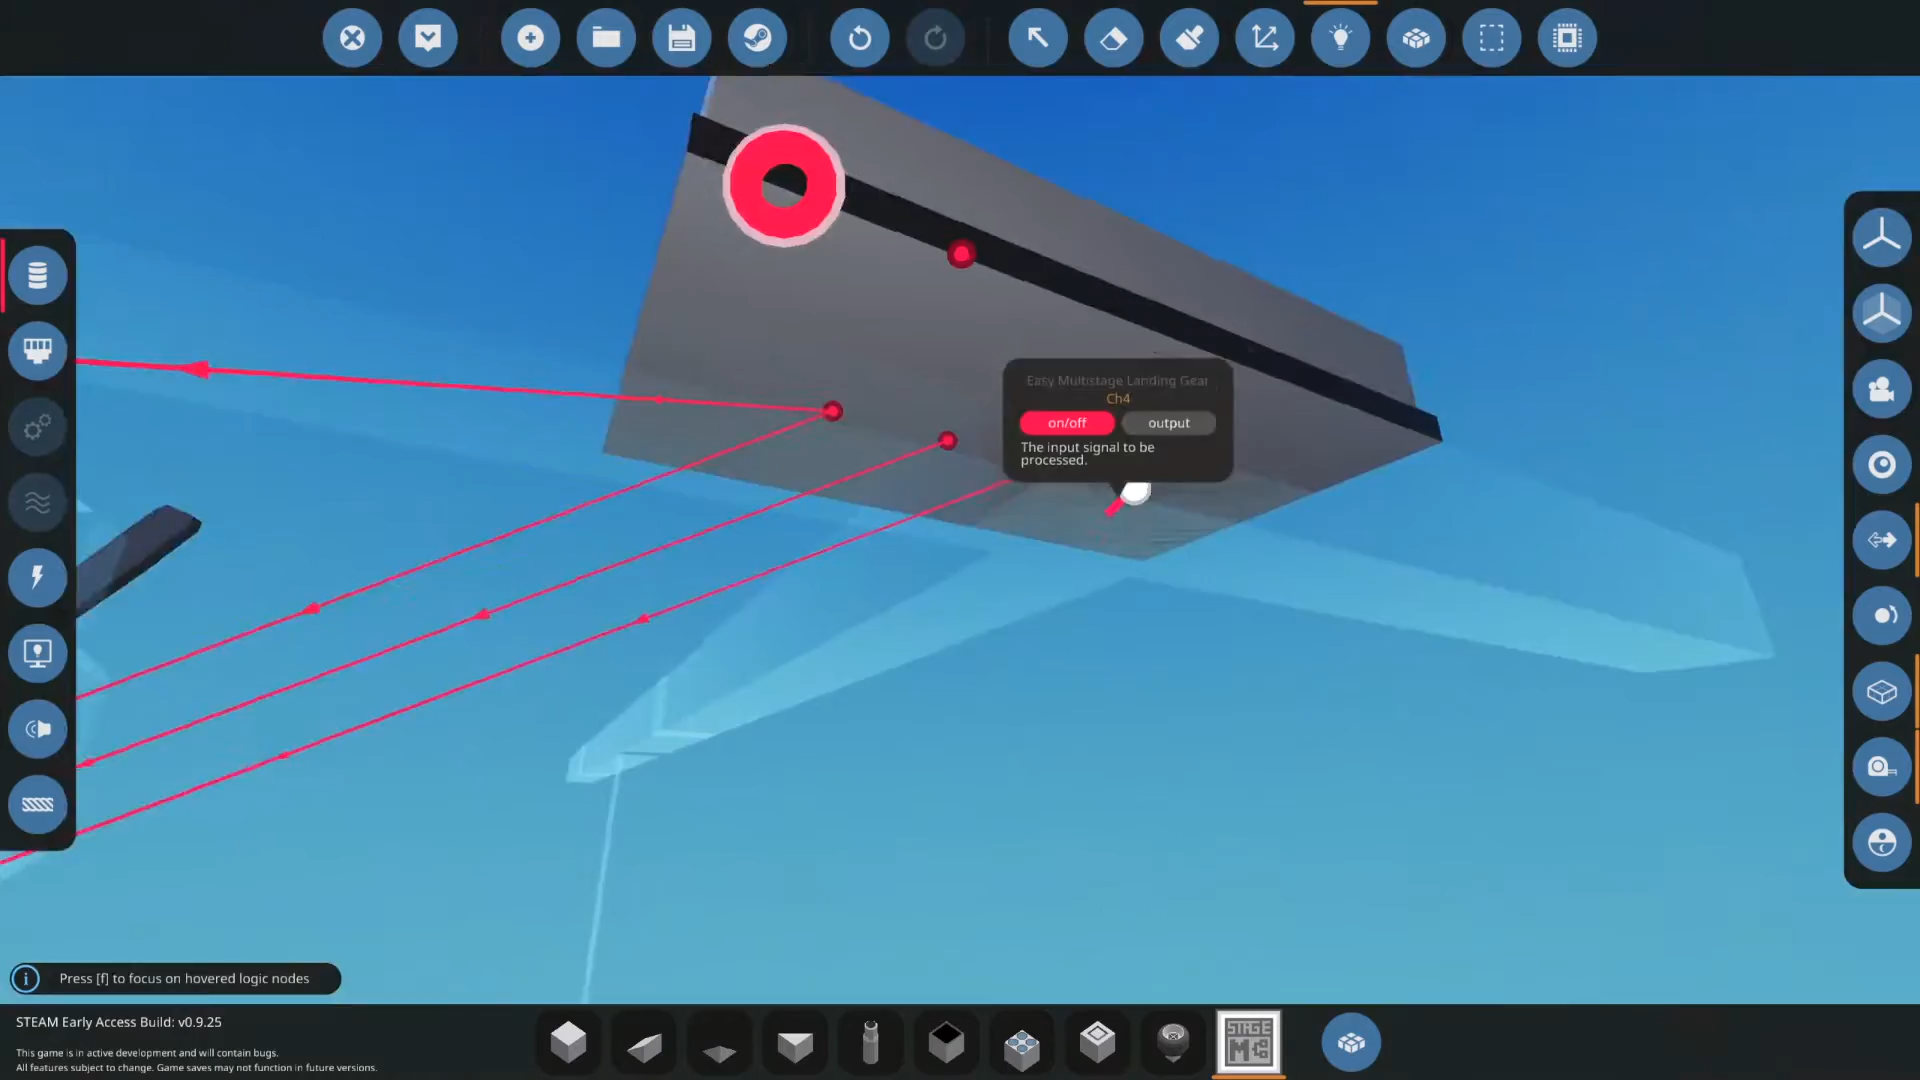 Easy Multistage Landing Gear
Ch4
on/off output
The input signal to be
processed.
Press [f] to focus on hovered logic nodes
STEAM Early Access Build: v0.9.25
This game is in active development and will contain bugs.
All features subject to change. Game saves may not function in future versions.
STAGE
M